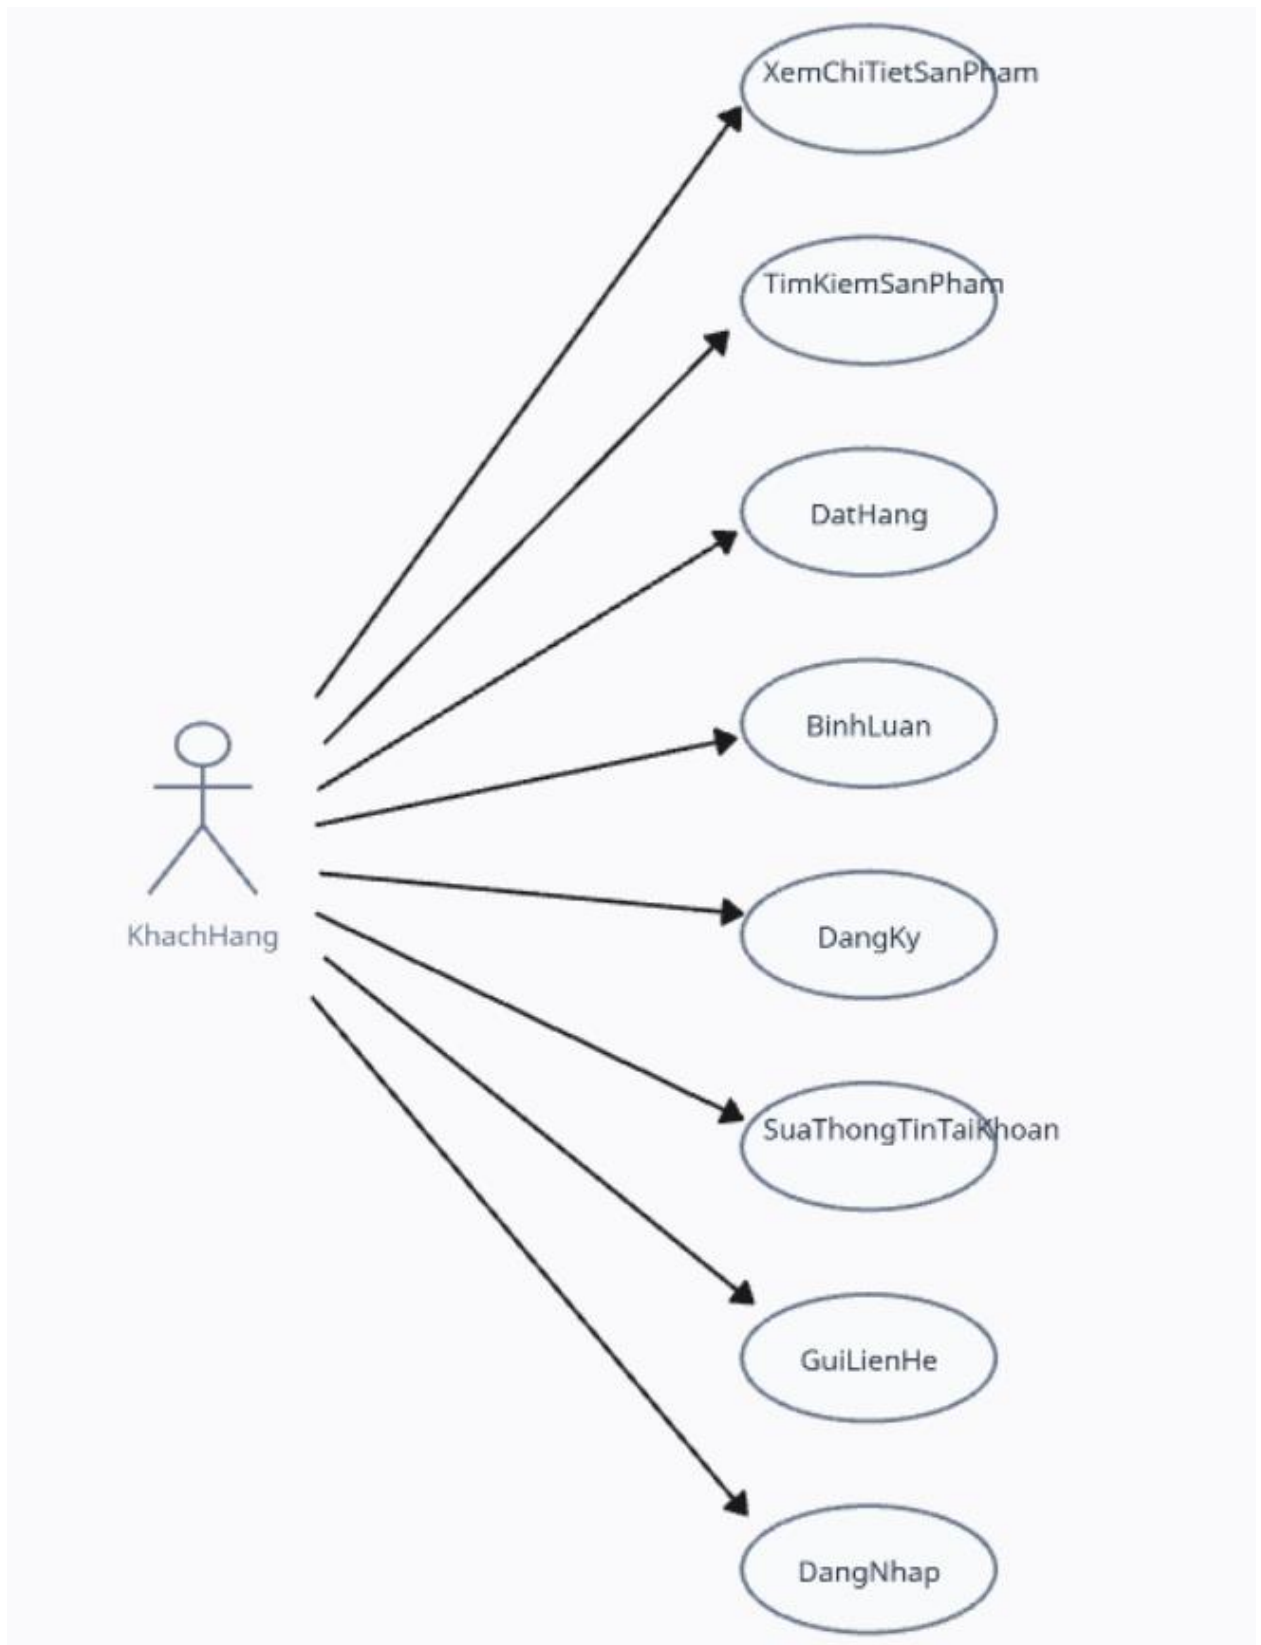 XemChiTietSanPham
TimKiemSanPham
DatHang
BinhLuan
KhachHang
DangKy
SuaThongTinTaiKhoan
GuiLienHe
DangNhap